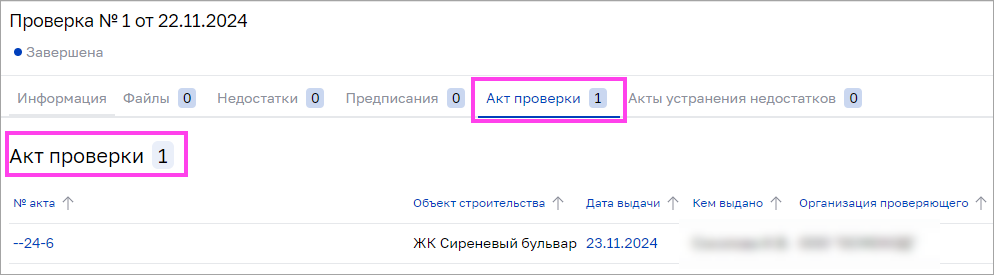 Проверка № 1 от 22.11.2024
Завершена
Информация Файлы 0 Недостатки 0 Предписания 0 Акт проверки 1 Акты устранения недостатков 0
Акт проверки 1
№ акта ↑ Объект строительства ↑ Дата выдачи ↑ Кем выдано ↑ Организация проверяющего ↑
--24-6 ЖК Сиреневый бульвар 23.11.2024